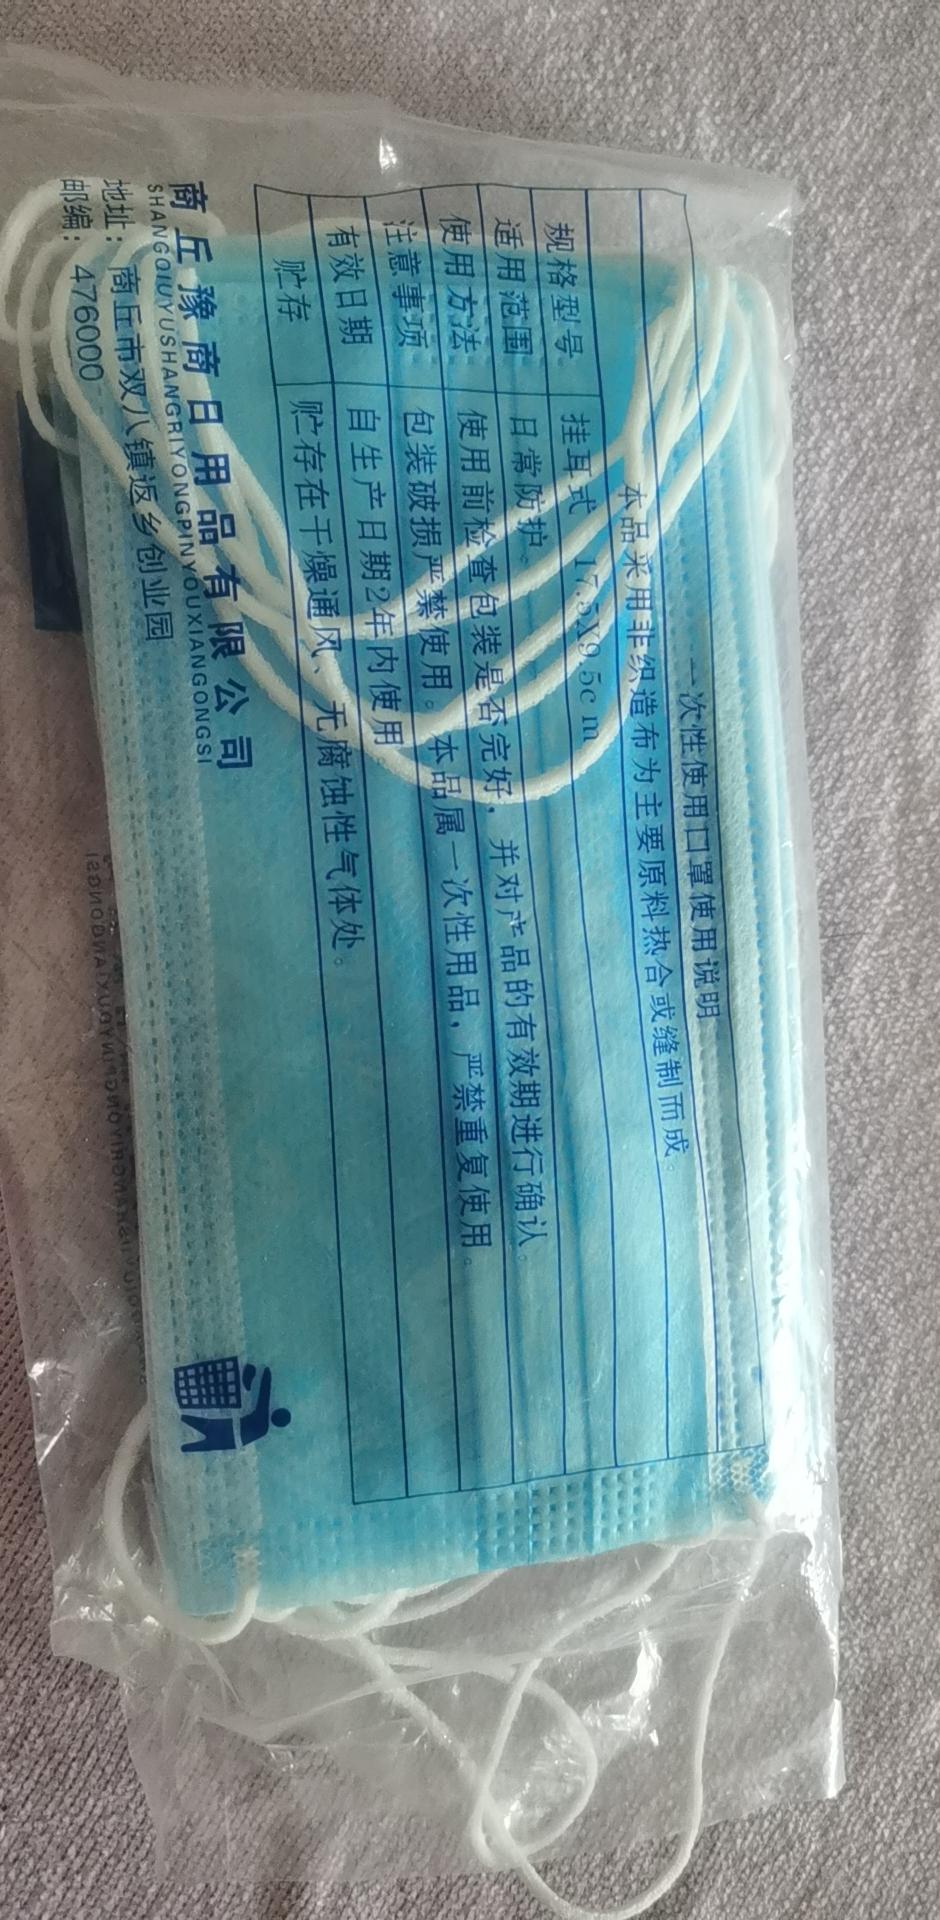 一次性使用口罩使用说明
本品采用非织造布为主要原料热合或缝制而成。
规格型号 挂耳式 17.5X9.5cm
适用范围 日常防护。
使用方法 使用前检查包装是否完好，并对产品的有效期进行确认。
注意事项 包装破损严禁使用。本品属一次性用品，严禁重复使用。
有效日期 自生产日期2年内使用
贮存 贮存在干燥通风、无腐蚀性气体处。
商丘豫商日用品有限公司
SHANGQIUYUSHANGRIYONGPINYOUXIANGONGSI
地址：商丘市双八镇返乡创业园
邮编：476000